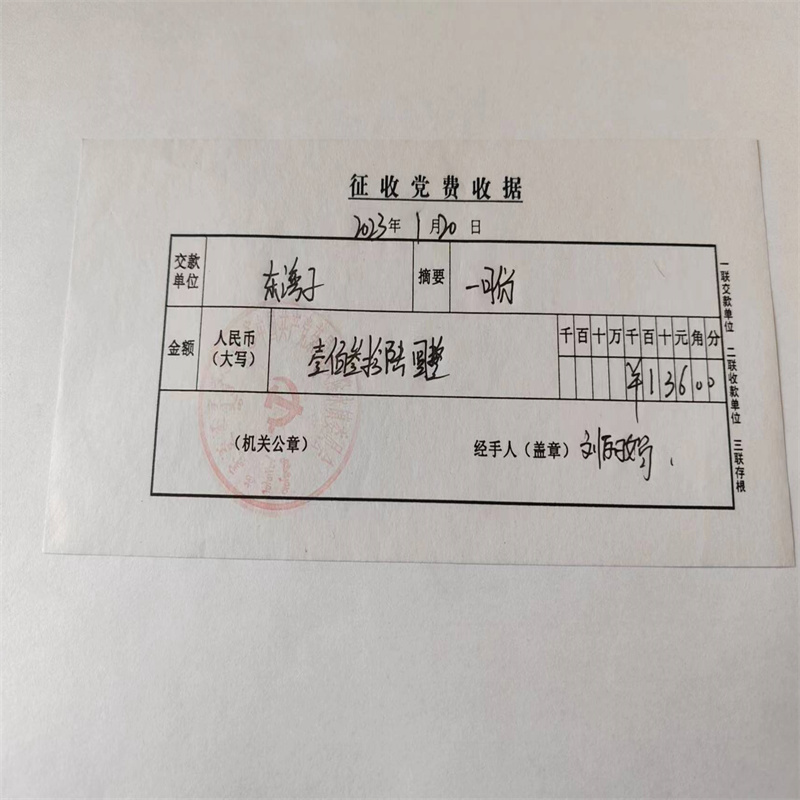 征收党费收据
2023年1月20日
交款单位 东湾子 摘要 一月份
金额 人民币（大写） 壹佰叁拾陆圆整 千百十万千百十元角分
¥13600
（机关公章） 经手人（盖章）
一联交款单位 二联收款单位 三联存根